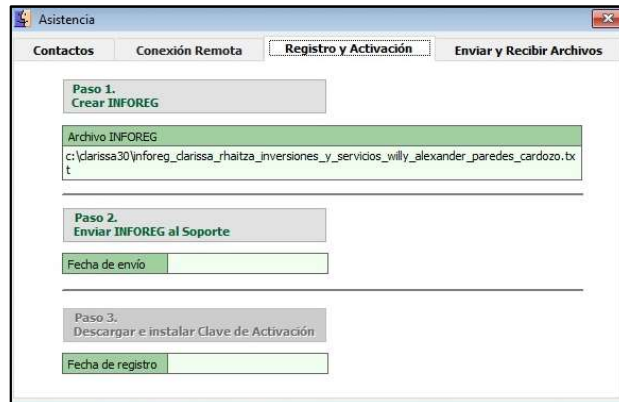 Asistencia
Contactos Conexión Remota Registro y Activación Enviar y Recibir Archivos
Paso 1.
Crear INFOREG
Archivo INFOREG
c:\clarissa30\inforeg_clarissa_rhaitza_inversiones_y_servicios_willy_alexander_paredes_cardozo.tx
t
Paso 2.
Enviar INFOREG al Soporte
Fecha de envío
Paso 3.
Descargar e instalar Clave de Activación
Fecha de registro